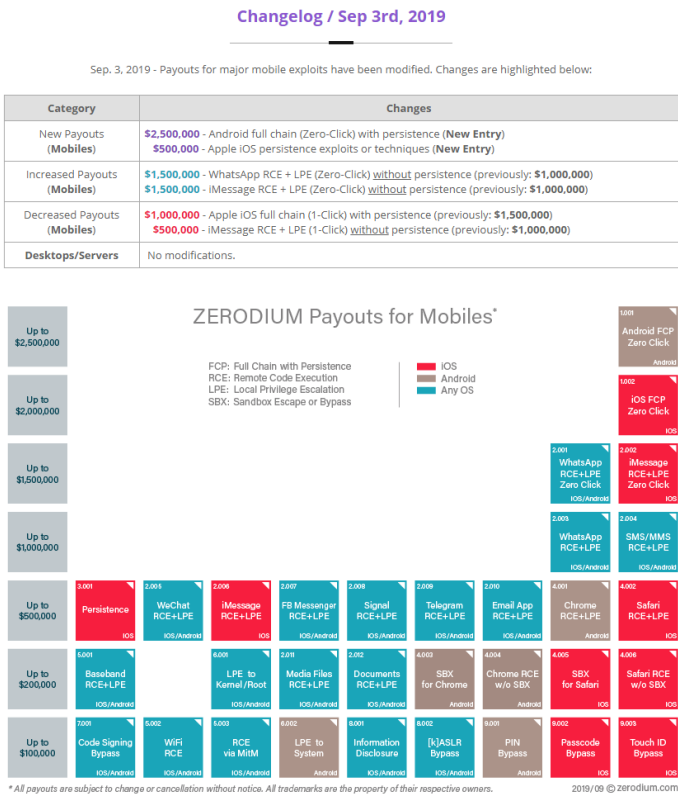 Changelog / Sep 3rd, 2019
Sep. 3, 2019 - Payouts for major mobile exploits have been modified. Changes are highlighted below:
Category Changes
New Payouts
(Mobiles)
$2,500,000 - Android full chain (Zero-Click) with persistence (New Entry)
$500,000 - Apple iOS persistence exploits or techniques (New Entry)
Increased Payouts
(Mobiles)
$1,500,000 - WhatsApp RCE + LPE (Zero-Click) without persistence (previously: $1,000,000)
$1,500,000 - iMessage RCE + LPE (Zero-Click) without persistence (previously: $1,000,000)
Decreased Payouts
(Mobiles)
$1,000,000 - Apple iOS full chain (1-Click) with persistence (previously: $1,500,000)
$500,000 - iMessage RCE + LPE (1-Click) without persistence (previously: $1,000,000)
Desktops/Servers No modifications.
ZERODIUM Payouts for Mobiles*
FCP: Full Chain with Persistence
RCE: Remote Code Execution
LPE: Local Privilege Escalation
SBX: Sandbox Escape or Bypass
iOS
Android
Any OS
Up to
$2,500,000
1.001
Android FCP
Zero Click
Android
Up to
$2,000,000
1.002
iOS FCP
Zero Click
iOS
Up to
$1,500,000
2.001
WhatsApp
RCE+LPE
Zero Click
iOS/Android
2.002
iMessage
RCE+LPE
Zero Click
iOS
Up to
$1,000,000
2.003
WhatsApp
RCE+LPE
iOS/Android
2.004
SMS/MMS
RCE+LPE
iOS/Android
Up to
$500,000
3.001
Persistence
iOS
2.005
WeChat
RCE+LPE
iOS/Android
2.006
iMessage
RCE+LPE
iOS
2.007
FB Messenger
RCE+LPE
iOS/Android
2.008
Signal
RCE+LPE
iOS/Android
2.009
Telegram
RCE+LPE
iOS/Android
2.010
Email App
RCE+LPE
iOS/Android
4.001
Chrome
RCE+LPE
Android
4.002
Safari
RCE+LPE
iOS
Up to
$200,000
5.001
Baseband
RCE+LPE
iOS/Android
6.001
LPE to
Kernel/Root
iOS/Android
2.011
Media Files
RCE+LPE
iOS/Android
2.012
Documents
RCE+LPE
iOS/Android
4.003
SBX
for Chrome
Android
4.004
Chrome RCE
w/o SBX
Android
4.005
SBX
for Safari
iOS
4.006
Safari RCE
w/o SBX
iOS
Up to
$100,000
7.001
Code Signing
Bypass
iOS/Android
5.002
WiFi
RCE
iOS/Android
5.003
RCE
via MitM
iOS/Android
6.002
LPE to
System
Android
8.001
Information
Disclosure
iOS/Android
8.002
[k]ASLR
Bypass
iOS/Android
9.001
PIN
Bypass
Android
9.002
Passcode
Bypass
iOS
9.003
Touch ID
Bypass
iOS
* All payouts are subject to change or cancellation without notice. All trademarks are the property of their respective owners.
2019/09 © zerodium.com